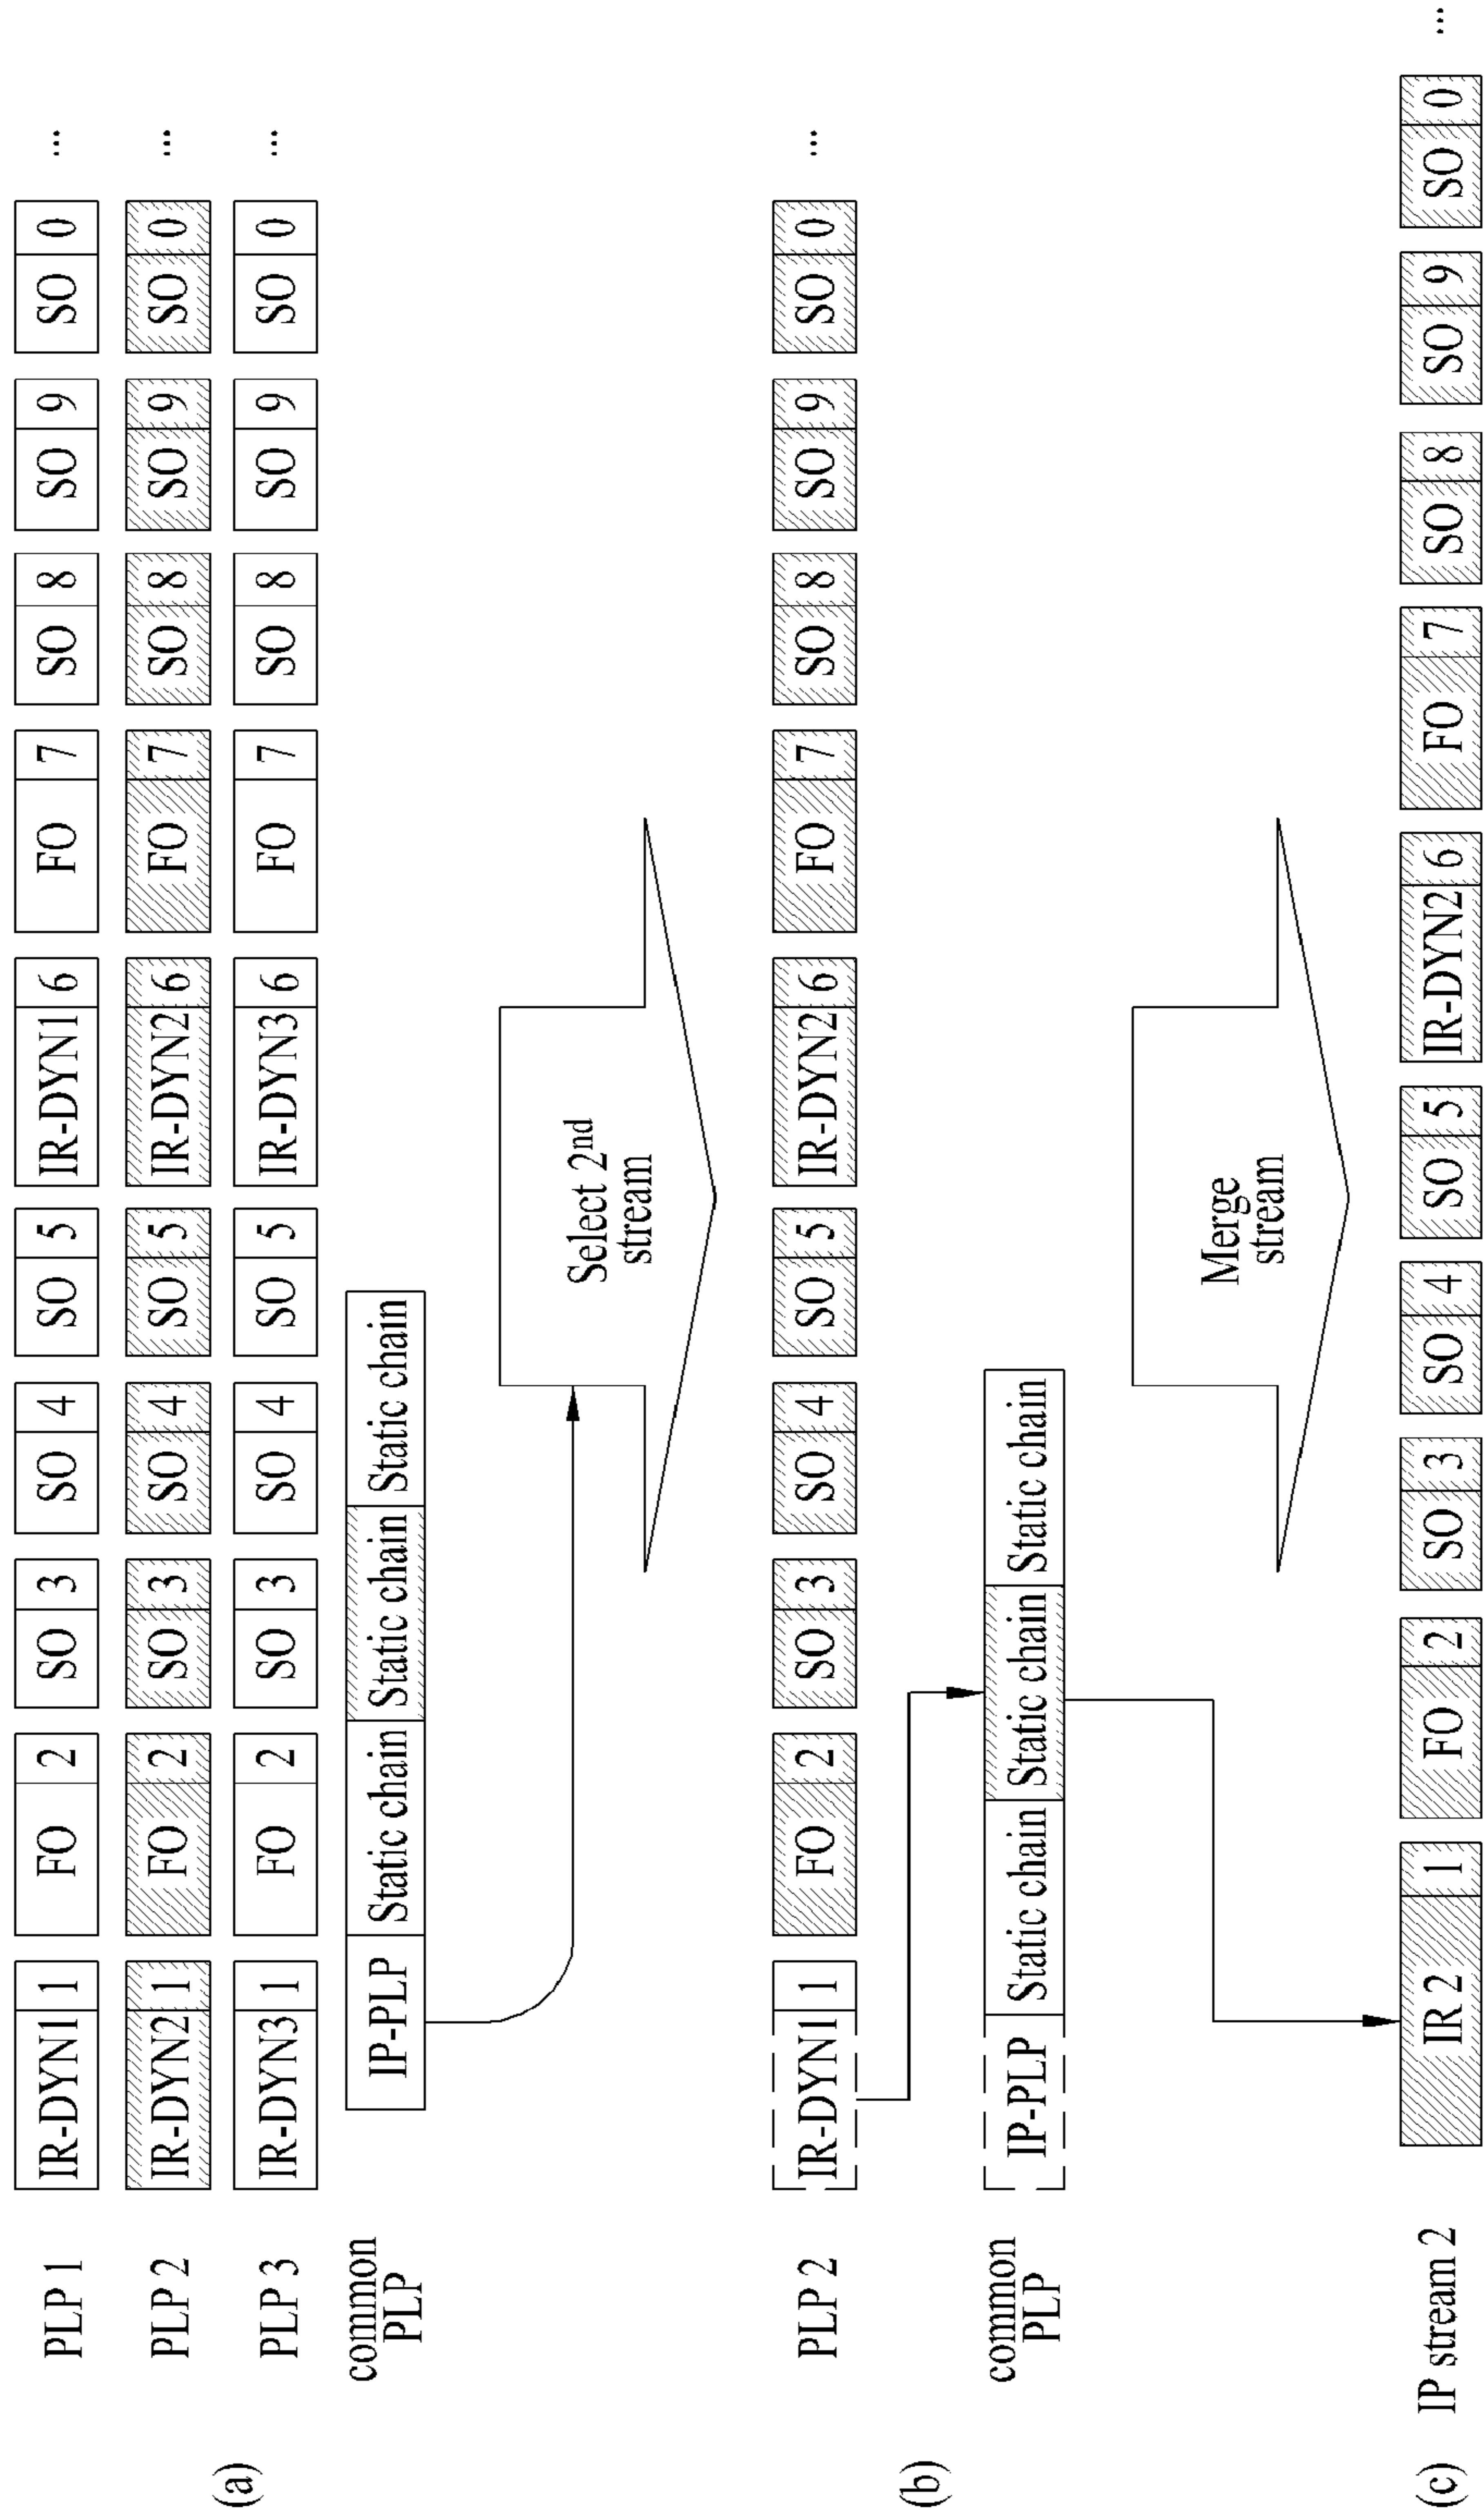 (a)
PLP 1 IR-DYN1 1 FO 2 SO 3 SO 4 SO 5 IR-DYN1 6 FO 7 SO 8 SO 9 SO 0 ...
PLP 2 IR-DYN2 1 FO 2 SO 3 SO 4 SO 5 IR-DYN2 6 FO 7 SO 8 SO 9 SO 0 ...
PLP 3 IR-DYN3 1 FO 2 SO 3 SO 4 SO 5 IR-DYN3 6 FO 7 SO 8 SO 9 SO 0 ...
common
PLP
IP-PLP Static chain Static chain Static chain
Select 2nd
stream
(b)
PLP 2 IR-DYN1 1 FO 2 SO 3 SO 4 SO 5 IR-DYN2 6 FO 7 SO 8 SO 9 SO 0 ...
common
PLP
IP-PLP Static chain Static chain Static chain
Merge
stream
(c) IP stream 2 IR 2 1 FO 2 SO 3 SO 4 SO 5 IR-DYN2 6 FO 7 SO 8 SO 9 SO 0 ...